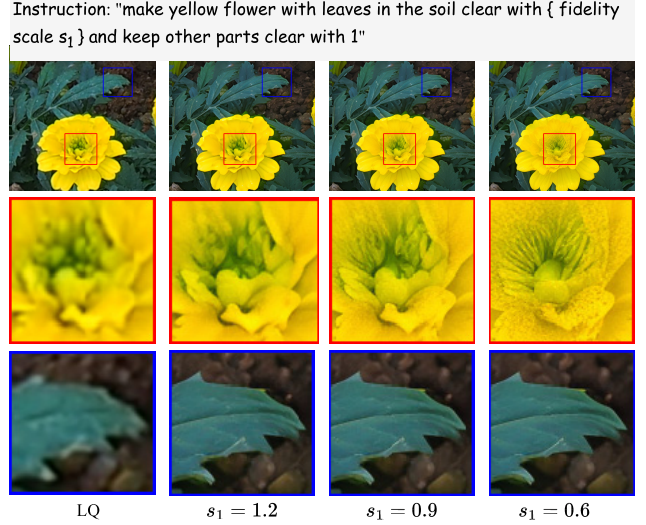 Instruction: "make yellow flower with leaves in the soil clear with { fidelity
scale s₁ } and keep other parts clear with 1"
LQ
s₁ = 1.2
s₁ = 0.9
s₁ = 0.6